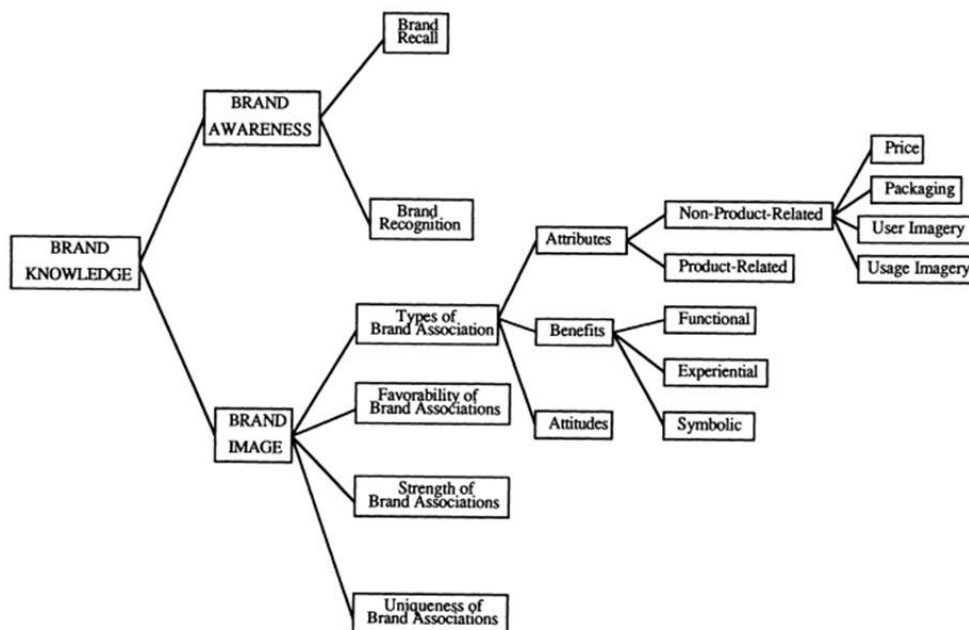 Brand
Recall
BRAND
AWARENESS
Brand
Recognition
BRAND
KNOWLEDGE
BRAND
IMAGE
Types of
Brand Association
Favorability of
Brand Associations
Strength of
Brand Associations
Uniqueness of
Brand Associations
Attributes
Benefits
Attitudes
Non-Product-Related
Product-Related
Functional
Experiential
Symbolic
Price
Packaging
User Imagery
Usage Imagery